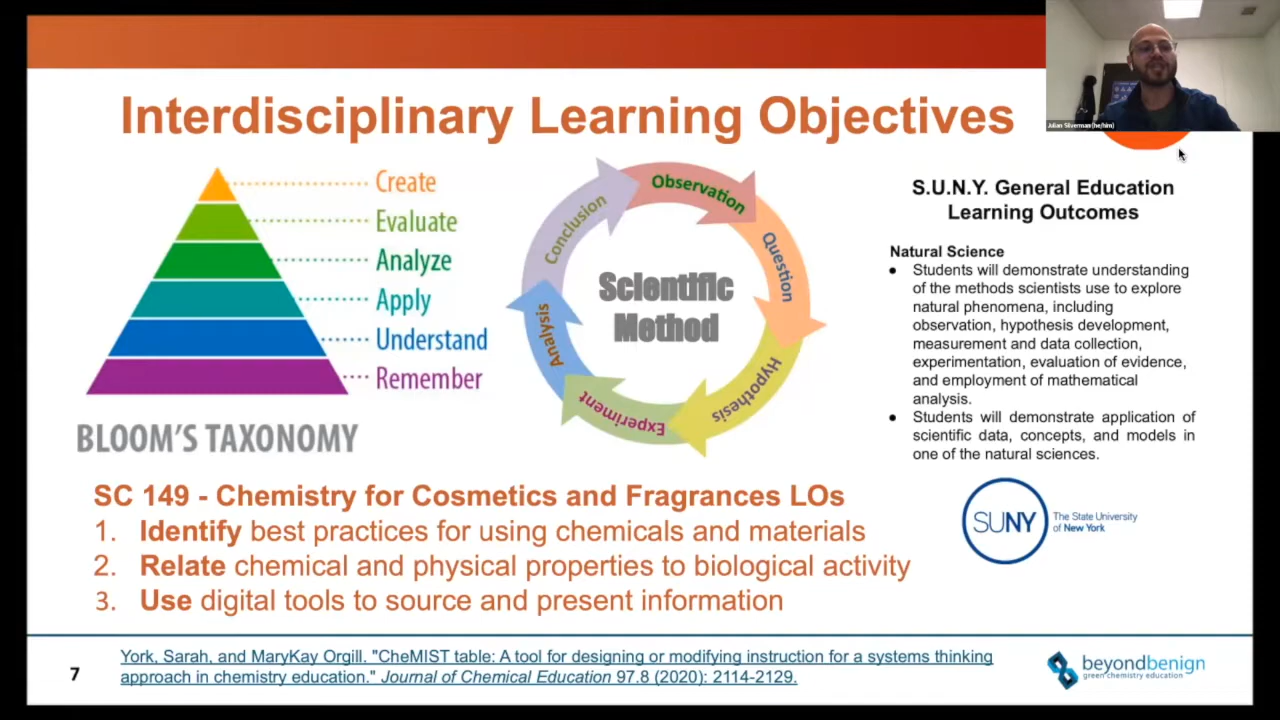 Julian Silverman (he/him)
Interdisciplinary Learning Objectives
Create
Evaluate
Analyze
Apply
Understand
Remember
BLOOM'S TAXONOMY
Observation
Question
Hypothesis
Experiment
Analysis
Conclusion
Scientific
Method
S.U.N.Y. General Education
Learning Outcomes
Natural Science
● Students will demonstrate understanding
of the methods scientists use to explore
natural phenomena, including
observation, hypothesis development,
measurement and data collection,
experimentation, evaluation of evidence,
and employment of mathematical
analysis.
● Students will demonstrate application of
scientific data, concepts, and models in
one of the natural sciences.
SUNY
The State University
of New York
SC 149 - Chemistry for Cosmetics and Fragrances LOs
1. Identify best practices for using chemicals and materials
2. Relate chemical and physical properties to biological activity
3. Use digital tools to source and present information
7
York, Sarah, and MaryKay Orgill. "CheMIST table: A tool for designing or modifying instruction for a systems thinking
approach in chemistry education." Journal of Chemical Education 97.8 (2020): 2114-2129.
beyondbenign
green chemistry education